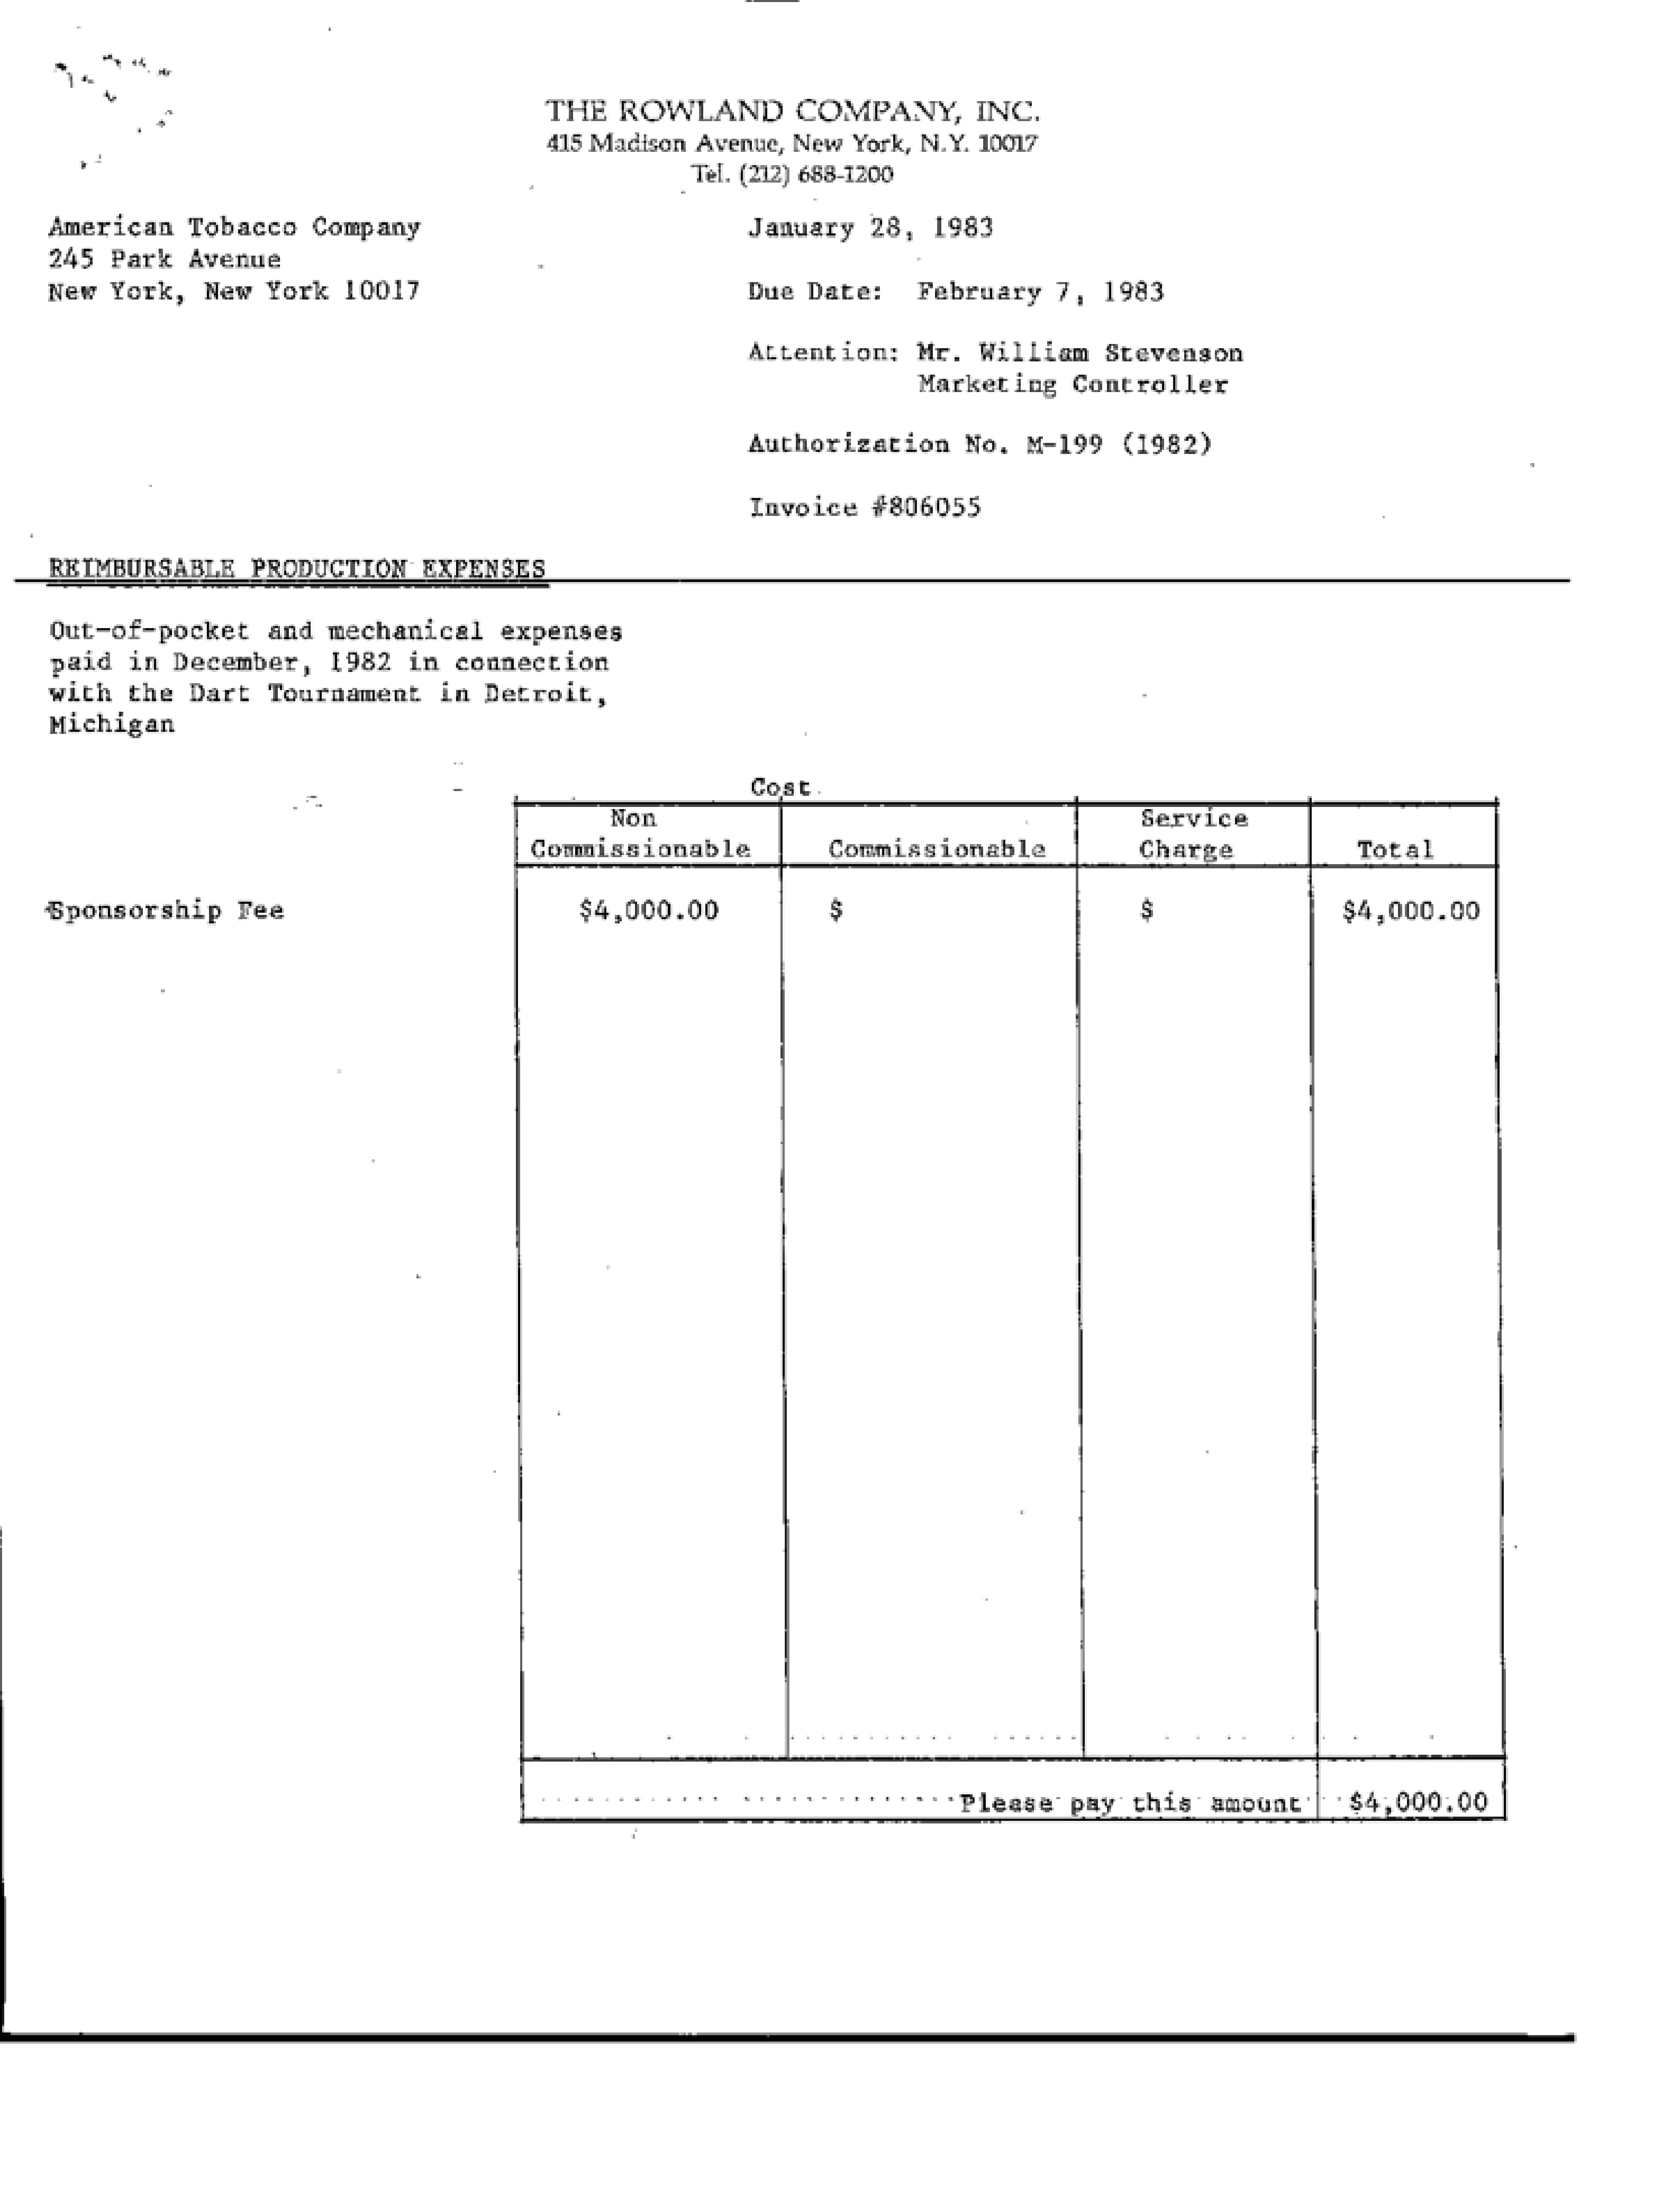 THE ROWLAND COMPANY, INC.
415 Madison Avenue, New York, N.Y. 10017
Tel. (212) 688-1200
American Tobacco Company
245 Park Avenue
New York, New York 10017
January 28, 1983
Due Date: February 7, 1983
Attention: Mr. William Stevenson
Marketing Controller
Authorization No. M-199 (1982)
Invoice #806055
REIMBURSABLE PRODUCTION EXPENSES
Out-of-pocket and mechanical expenses
paid in December, 1982 in connection
with the Dart Tournament in Detroit,
Michigan
Cost
Non Commissionable Commissionable Service Charge Total
Sponsorship Fee $4,000.00 $ $ $4,000.00
Please pay this amount $4,000.00